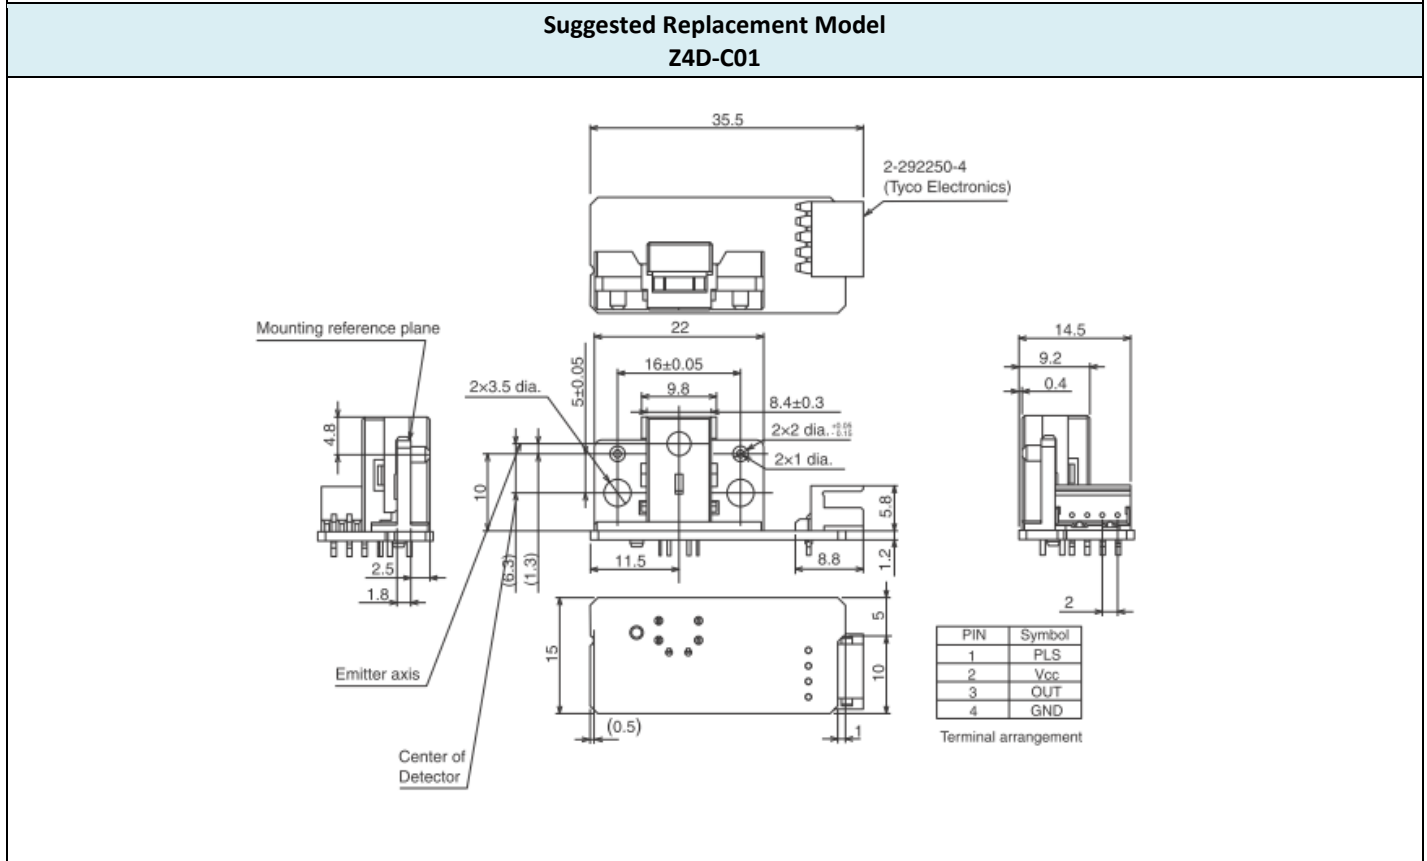 Suggested Replacement Model
Z4D-C01
35.5
2-292250-4
(Tyco Electronics)
Mounting reference plane
22
14.5
16±0.05
9.2
5±0.05
2×3.5 dia.
9.8
0.4
8.4±0.3
4.8
2×2 dia. +0.05 -0.15
2×1 dia.
10
5.8
2.5
(6.3)
(1.3)
11.5
8.8
1.2
1.8
2
5
15
10
PIN Symbol
1 PLS
2 Vcc
3 OUT
4 GND
Emitter axis
(0.5)
1
Terminal arrangement
Center of
Detector